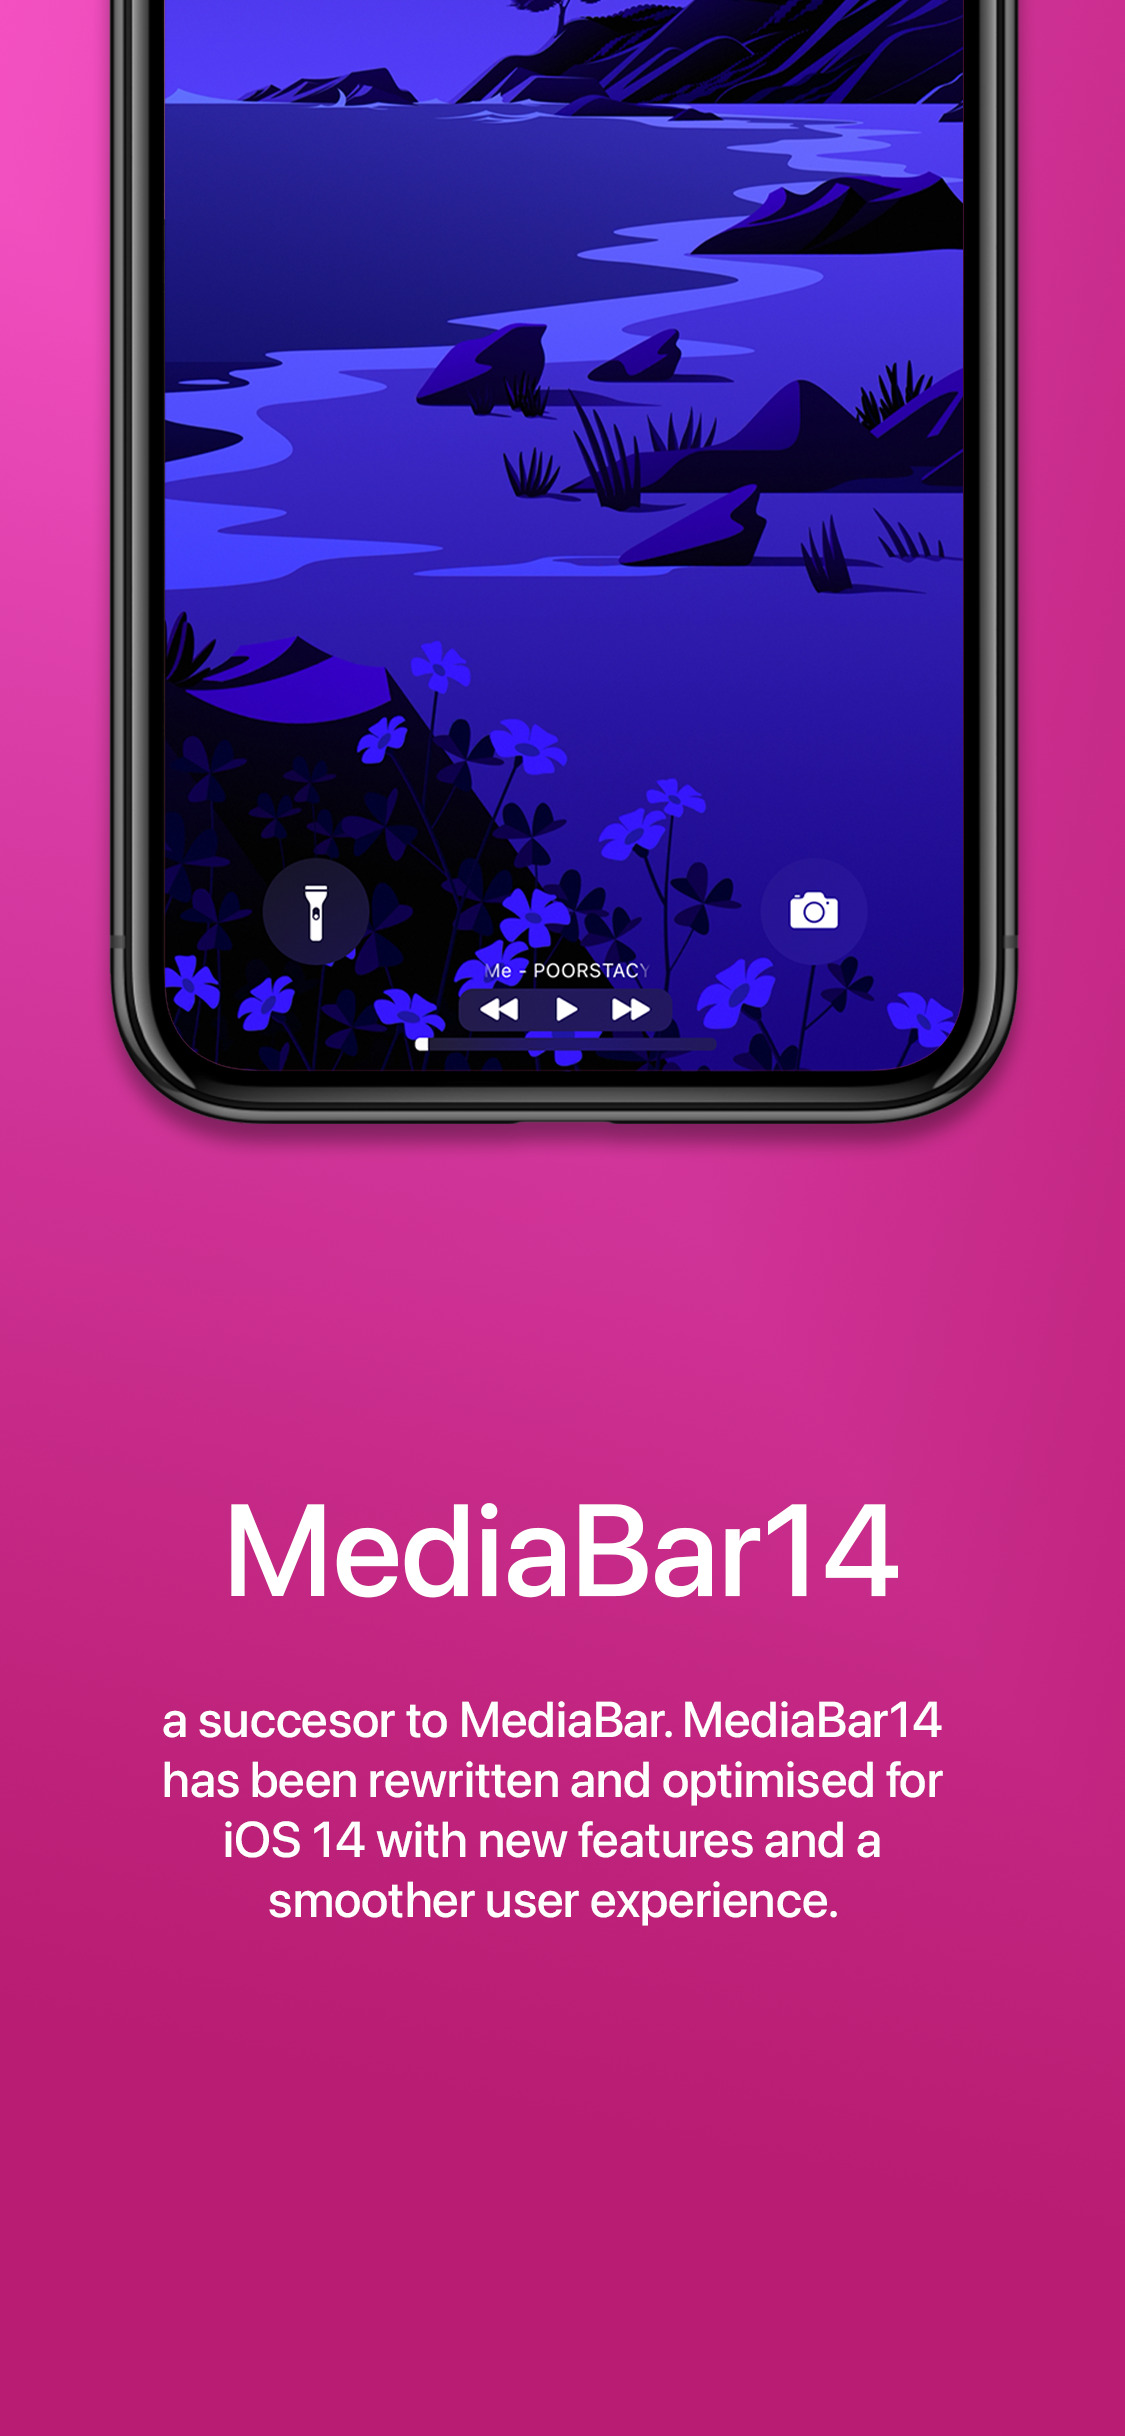 Me - POORSTACY
MediaBar14
a succesor to MediaBar. MediaBar14
has been rewritten and optimised for
iOS 14 with new features and a
smoother user experience.